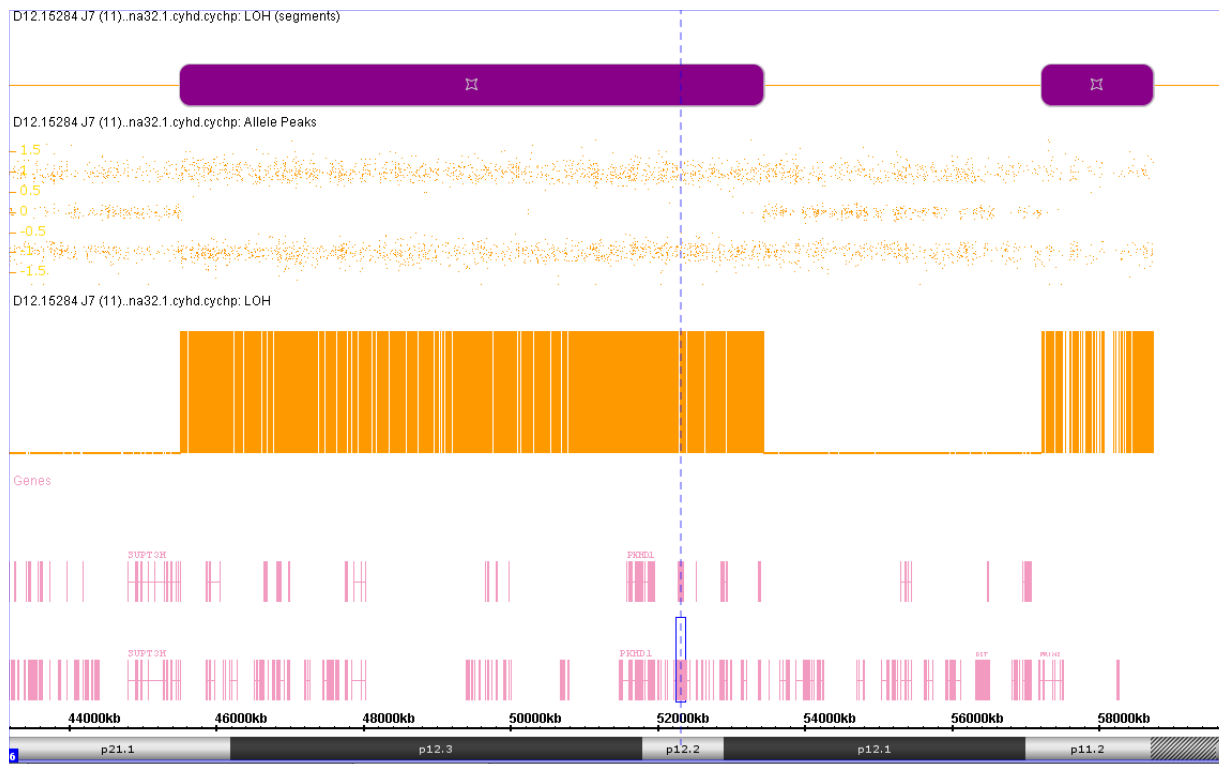 D12.15284 J7 (11)..na32.1.cyhd.cychp: LOH (segments)
D12.15284 J7 (11)..na32.1.cyhd.cychp: Allele Peaks
1.5
1
0.5
0
-0.5
-1
-1.5
D12.15284 J7 (11)..na32.1.cyhd.cychp: LOH
Genes
SUPT3H PKHD1
SUPT3H PKHD1 DST PRIM2
44000kb 46000kb 48000kb 50000kb 52000kb 54000kb 56000kb 58000kb
6 p21.1 p12.3 p12.2 p12.1 p11.2